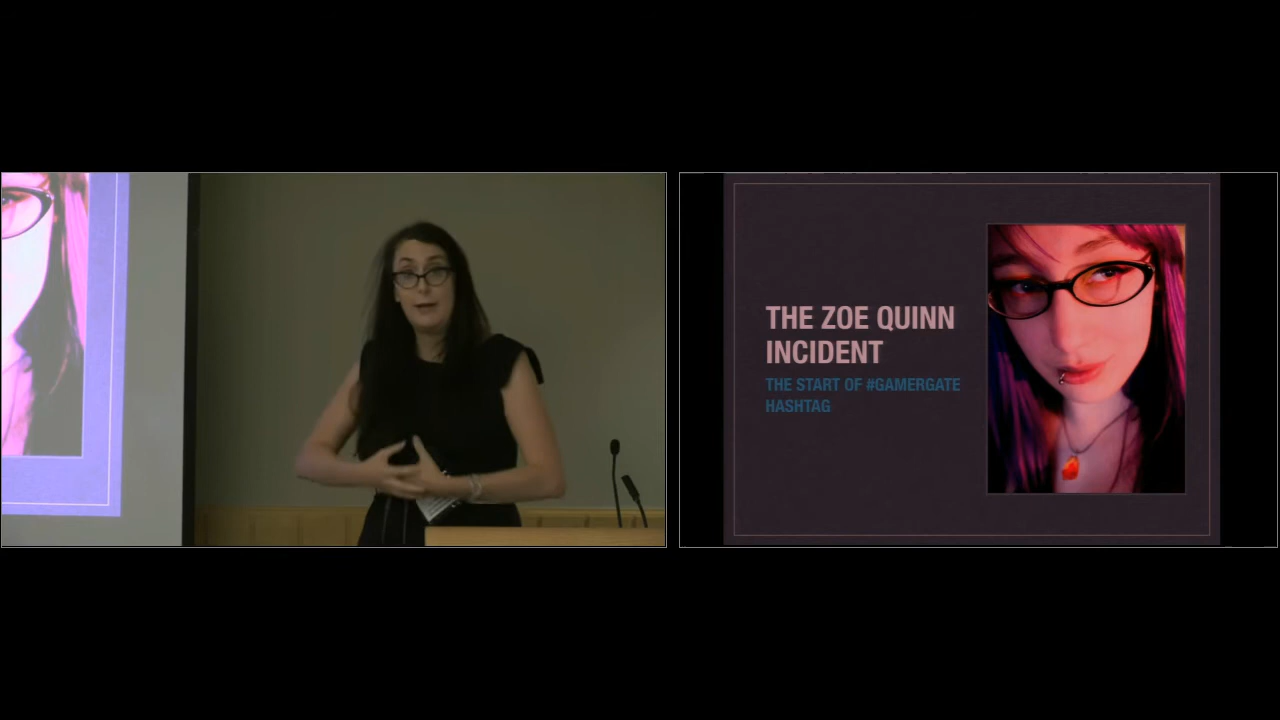 THE ZOE QUINN
INCIDENT
THE START OF #GAMERGATE
HASHTAG